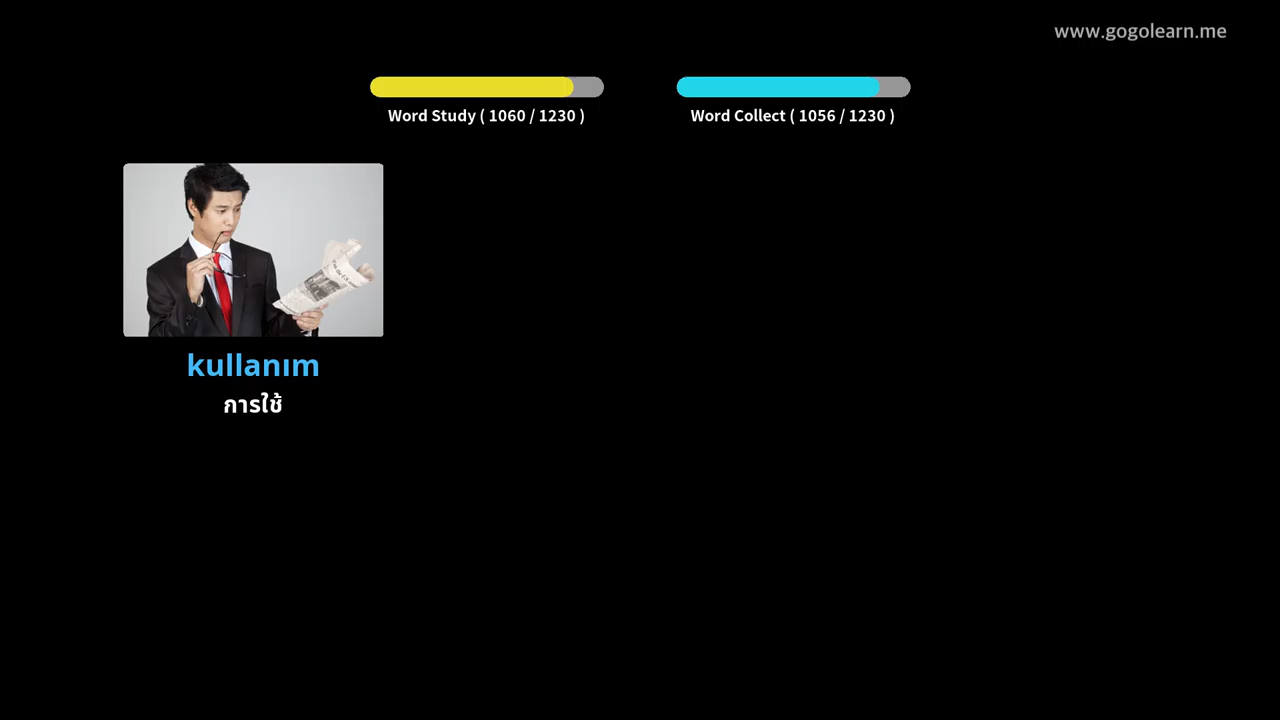 www.gogolearn.me
Word Study ( 1060 / 1230 )
Word Collect ( 1056 / 1230 )
kullanım
การใช้